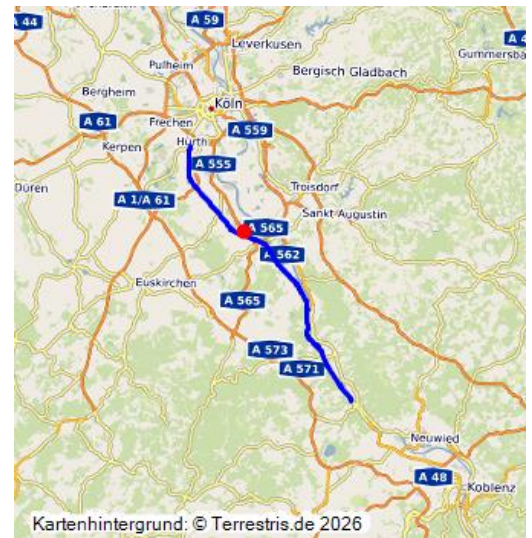 A 44
A 59
Leverkusen
Pulheim
Gummersba
Bergisch Gladbach
Bergheim
Köln
A 61
Frechen
A 559
Kerpen
Hürth
A 555
Düren
Troisdorf
A 1/A 61
Sankt Augustin
A 565
A 562
Euskirchen
A 565
A 573
A 571
Neuwied
A 48
Koblenz
Kartenhintergrund: © Terrestris.de 2026